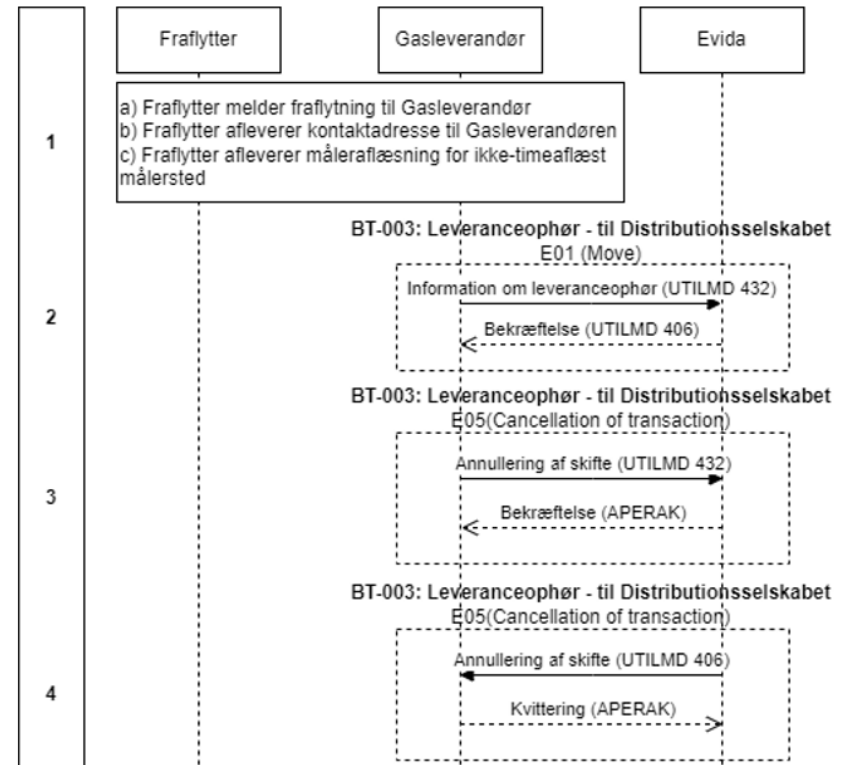 Fraflytter
Gasleverandør
Evida
1
a) Fraflytter melder fraflytning til Gasleverandør
b) Fraflytter afleverer kontaktadresse til Gasleverandøren
c) Fraflytter afleverer måleraflæsning for ikke-timeaflæst
målersted
BT-003: Leveranceophør - til Distributionsselskabet
E01 (Move)
2
Information om leveranceophør (UTILMD 432)
Bekræftelse (UTILMD 406)
BT-003: Leveranceophør - til Distributionsselskabet
E05(Cancellation of transaction)
3
Annullering af skifte (UTILMD 432)
Bekræftelse (APERAK)
BT-003: Leveranceophør - til Distributionsselskabet
E05(Cancellation of transaction)
4
Annullering af skifte (UTILMD 406)
Kvittering (APERAK)